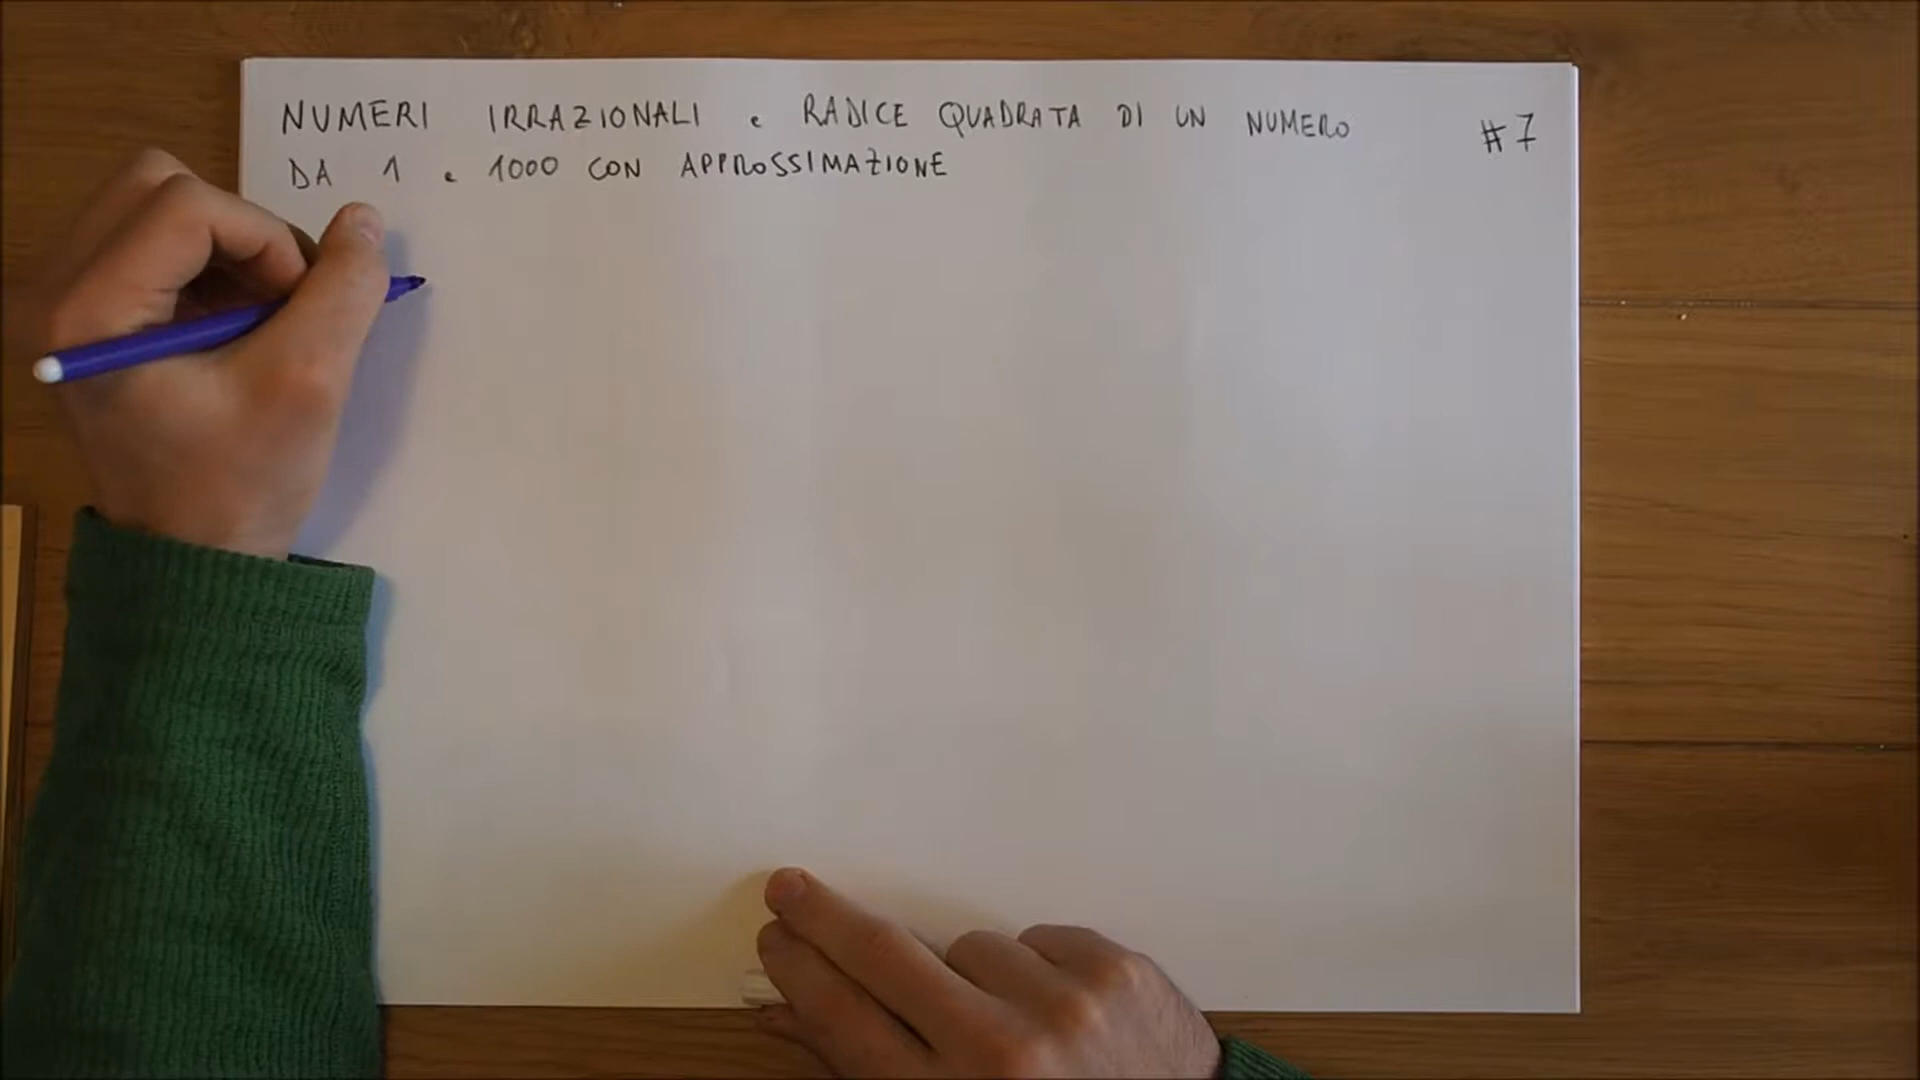 NUMERI IRRAZIONALI e RADICE QUADRATA DI UN NUMERO #7
DA 1 e 1000 CON APPROSSIMAZIONE